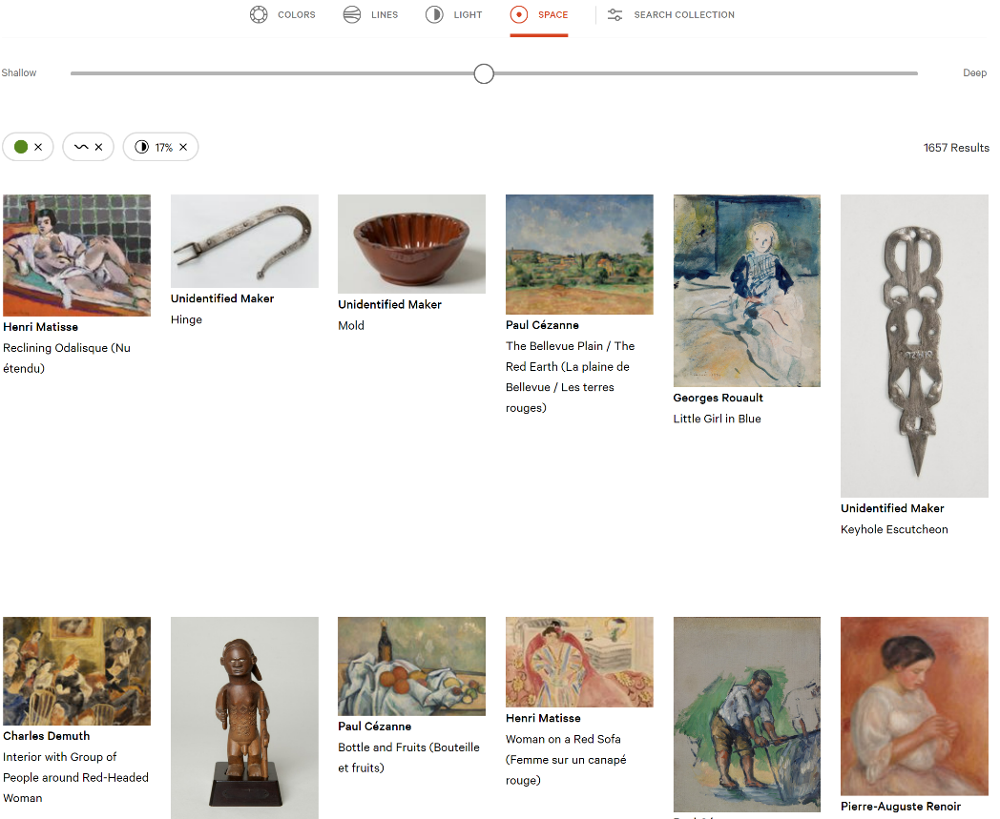 COLORS LINES LIGHT SPACE SEARCH COLLECTION
Shallow Deep
17% 1657 Results
Henri Matisse
Reclining Odalisque (Nu
étendu)
Unidentified Maker
Hinge
Unidentified Maker
Mold
Paul Cézanne
The Bellevue Plain / The
Red Earth (La plaine de
Bellevue / Les terres
rouges)
Georges Rouault
Little Girl in Blue
Unidentified Maker
Keyhole Escutcheon
Charles Demuth
Interior with Group of
People around Red-Headed
Woman
Paul Cézanne
Bottle and Fruits (Bouteille
et fruits)
Henri Matisse
Woman on a Red Sofa
(Femme sur un canapé
rouge)
Pierre-Auguste Renoir